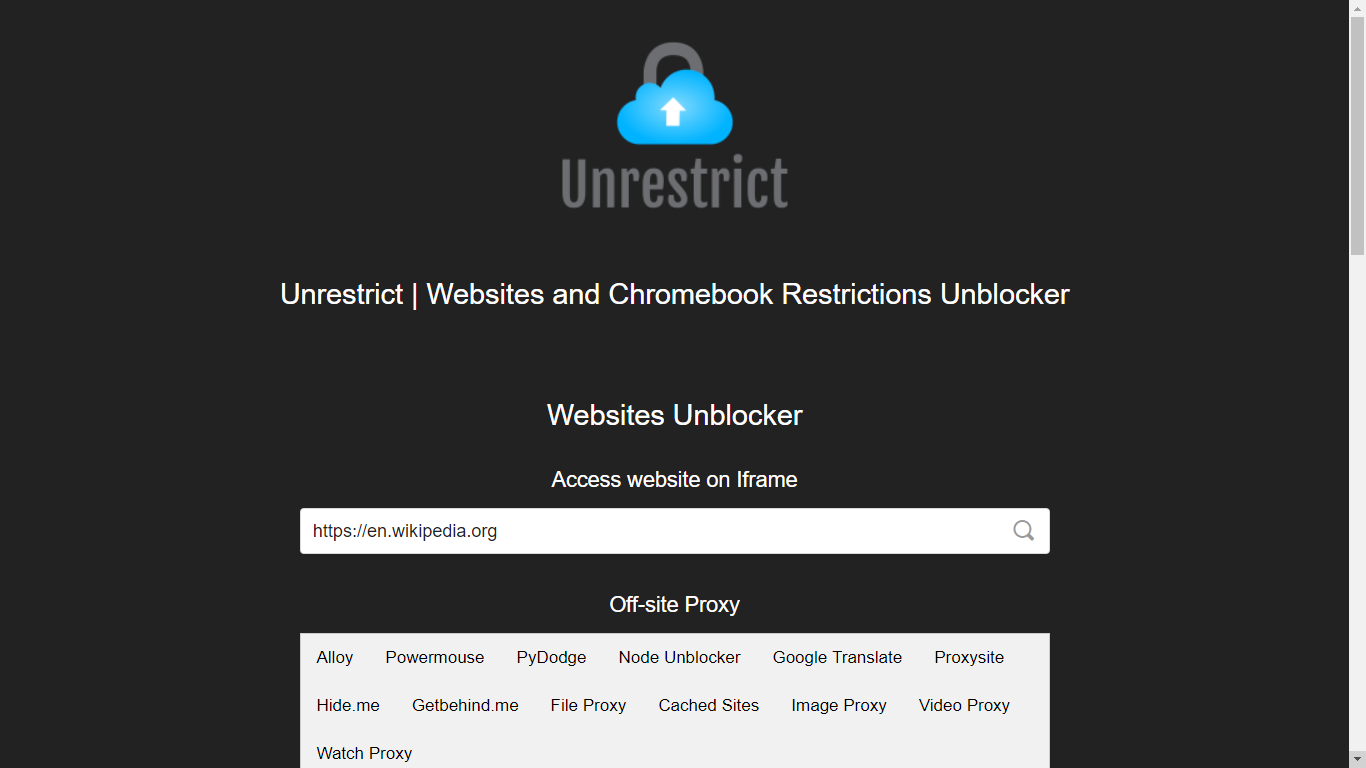 Unrestrict
Unrestrict | Websites and Chromebook Restrictions Unblocker
Websites Unblocker
Access website on Iframe
https://en.wikipedia.org
Off-site Proxy
Alloy Powermouse PyDodge Node Unblocker Google Translate Proxysite
Hide.me Getbehind.me File Proxy Cached Sites Image Proxy Video Proxy
Watch Proxy